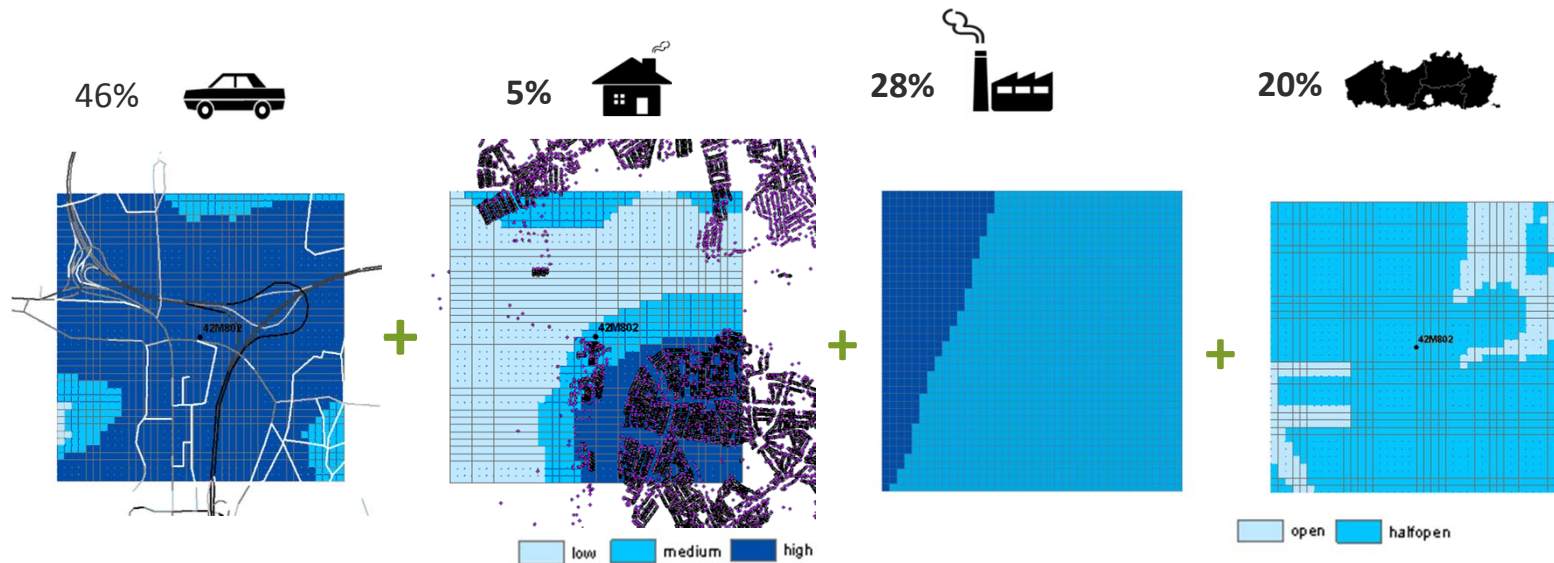 46%
5%
28%
20%
42M802
42M802
42M802
+
+
+
low medium high
open halfopen